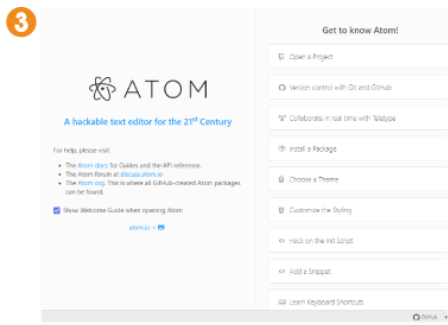 3
Get to know Atom!
Open a Project
Version control with Git and GitHub
Collaborate in real time with Teletype
Install a Package
Choose a Theme
Customize the Styling
Hack on the Init Script
Add a Snippet
Learn Keyboard Shortcuts
ATOM
A hackable text editor for the 21st Century
For help, please visit
• The Atom docs for Guides and the API reference.
• The Atom forum at discuss.atom.io
• The Atom org. This is where all GitHub-created Atom packages
can be found.
Show Welcome Guide when opening Atom
atom.io ×
GitHub